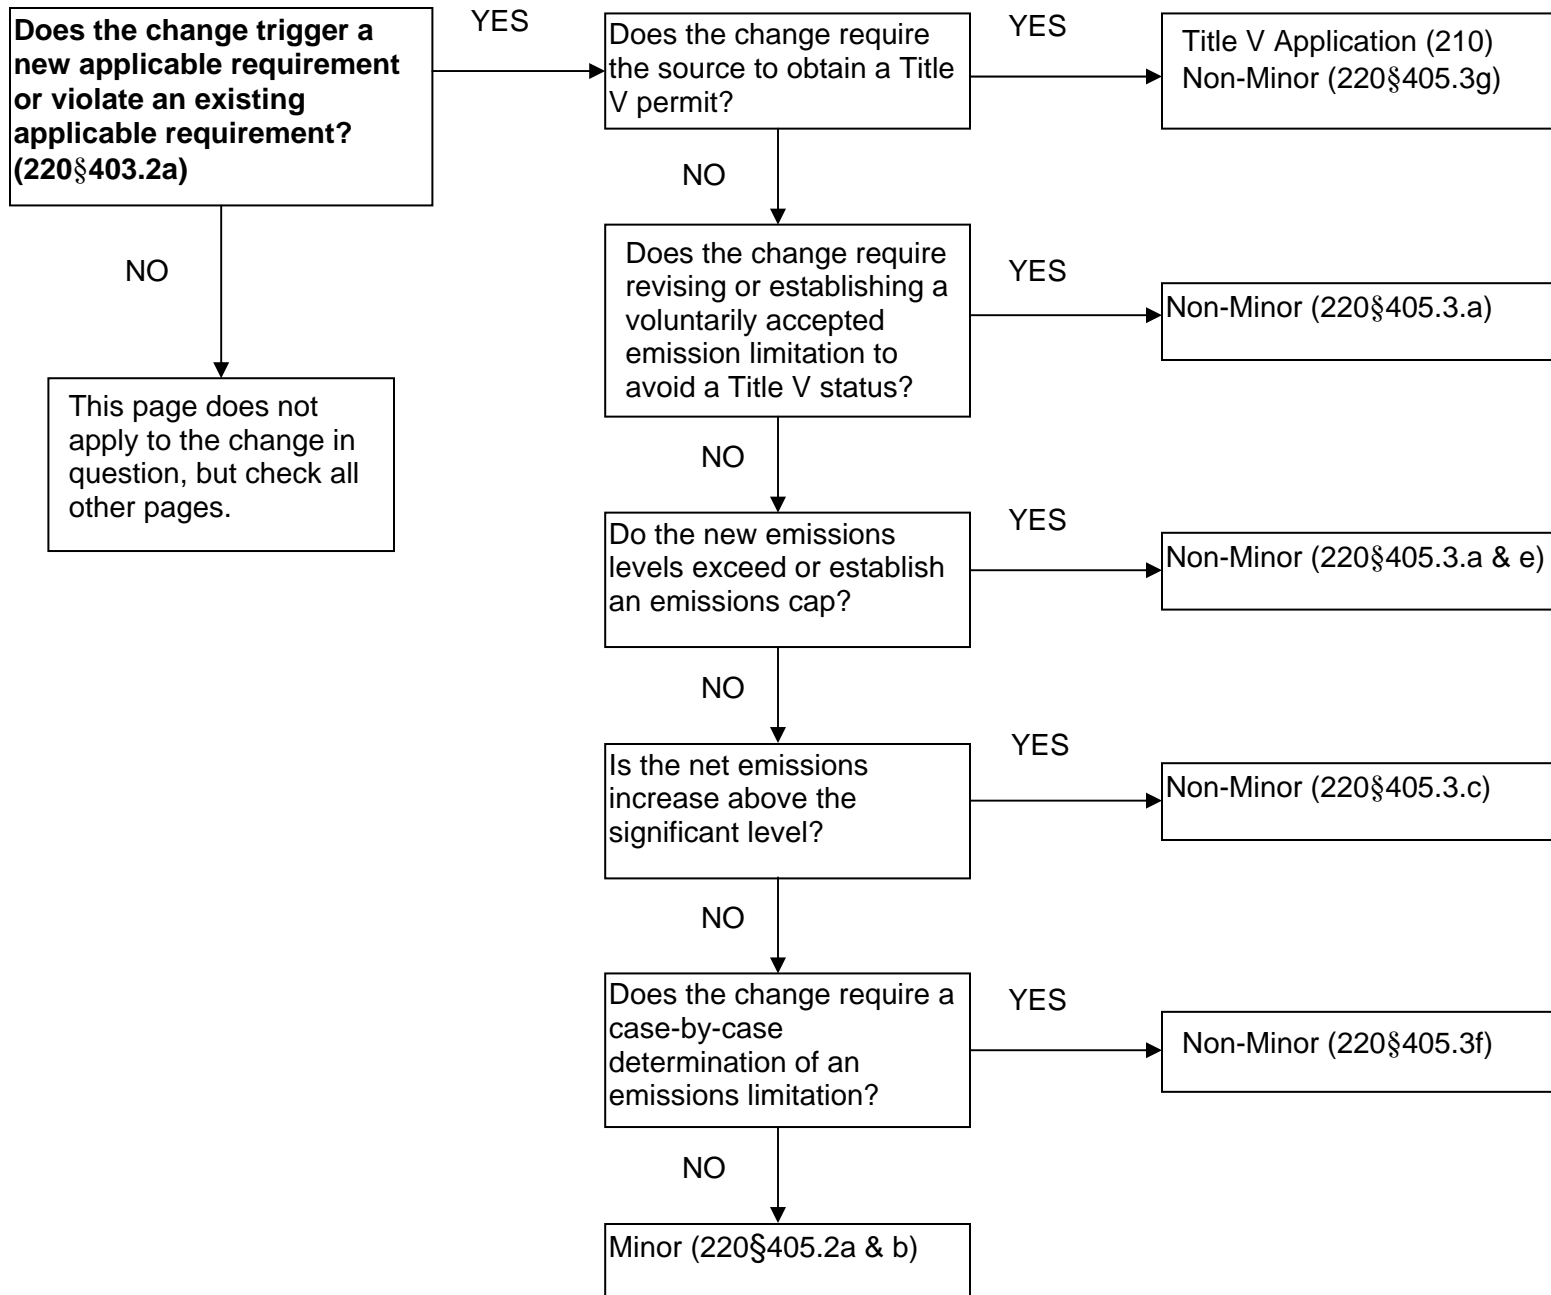 Does the change trigger a
new applicable requirement
or violate an existing
applicable requirement?
(220§403.2a)
YES
Does the change require
the source to obtain a Title
V permit?
YES
Title V Application (210)
Non-Minor (220§405.3g)
NO
NO
This page does not
apply to the change in
question, but check all
other pages.
Does the change require
revising or establishing a
voluntarily accepted
emission limitation to
avoid a Title V status?
YES
Non-Minor (220§405.3.a)
NO
Do the new emissions
levels exceed or establish
an emissions cap?
YES
Non-Minor (220§405.3.a & e)
NO
Is the net emissions
increase above the
significant level?
YES
Non-Minor (220§405.3.c)
NO
Does the change require a
case-by-case
determination of an
emissions limitation?
YES
Non-Minor (220§405.3f)
NO
Minor (220§405.2a & b)